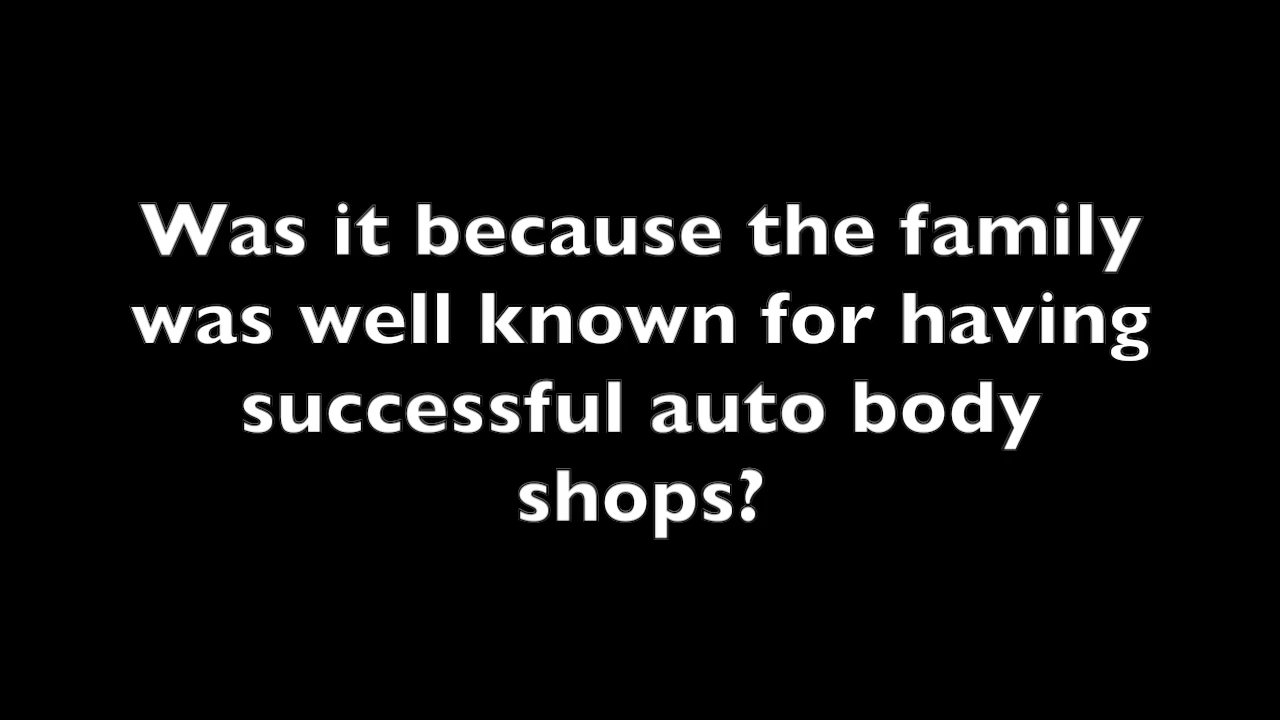 Was it because the family
was well known for having
successful auto body
shops?